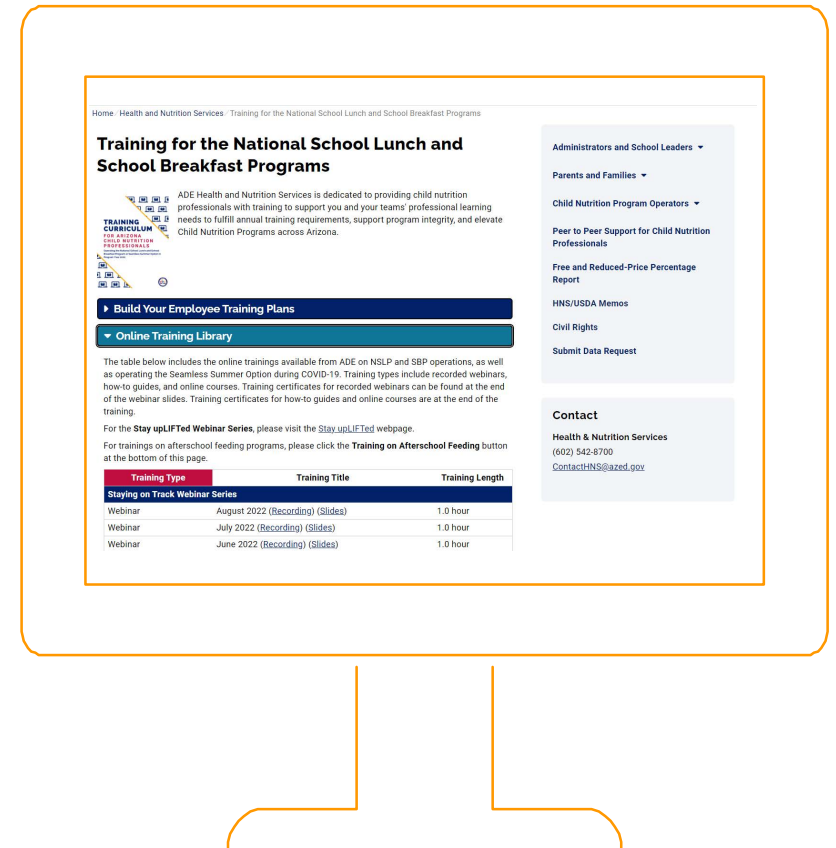 Home / Health and Nutrition Services / Training for the National School Lunch and School Breakfast Programs
Training for the National School Lunch and
School Breakfast Programs
TRAINING
CURRICULUM
FOR ARIZONA
CHILD NUTRITION
PROFESSIONALS
ADE Health and Nutrition Services is dedicated to providing child nutrition
professionals with training to support you and your teams' professional learning
needs to fulfill annual training requirements, support program integrity, and elevate
Child Nutrition Programs across Arizona.
Build Your Employee Training Plans
Online Training Library
The table below includes the online trainings available from ADE on NSLP and SBP operations, as well
as operating the Seamless Summer Option during COVID-19. Training types include recorded webinars,
how-to guides, and online courses. Training certificates for recorded webinars can be found at the end
of the webinar slides. Training certificates for how-to guides and online courses are at the end of the
training.
For the Stay upLIFTed Webinar Series, please visit the Stay upLIFTed webpage.
For trainings on afterschool feeding programs, please click the Training on Afterschool Feeding button
at the bottom of this page.
Training Type Training Title Training Length
Staying on Track Webinar Series
Webinar August 2022 (Recording) (Slides) 1.0 hour
Webinar July 2022 (Recording) (Slides) 1.0 hour
Webinar June 2022 (Recording) (Slides) 1.0 hour
Administrators and School Leaders
Parents and Families
Child Nutrition Program Operators
Peer to Peer Support for Child Nutrition
Professionals
Free and Reduced-Price Percentage
Report
HNS/USDA Memos
Civil Rights
Submit Data Request
Contact
Health & Nutrition Services
(602) 542-8700
ContactHNS@azed.gov